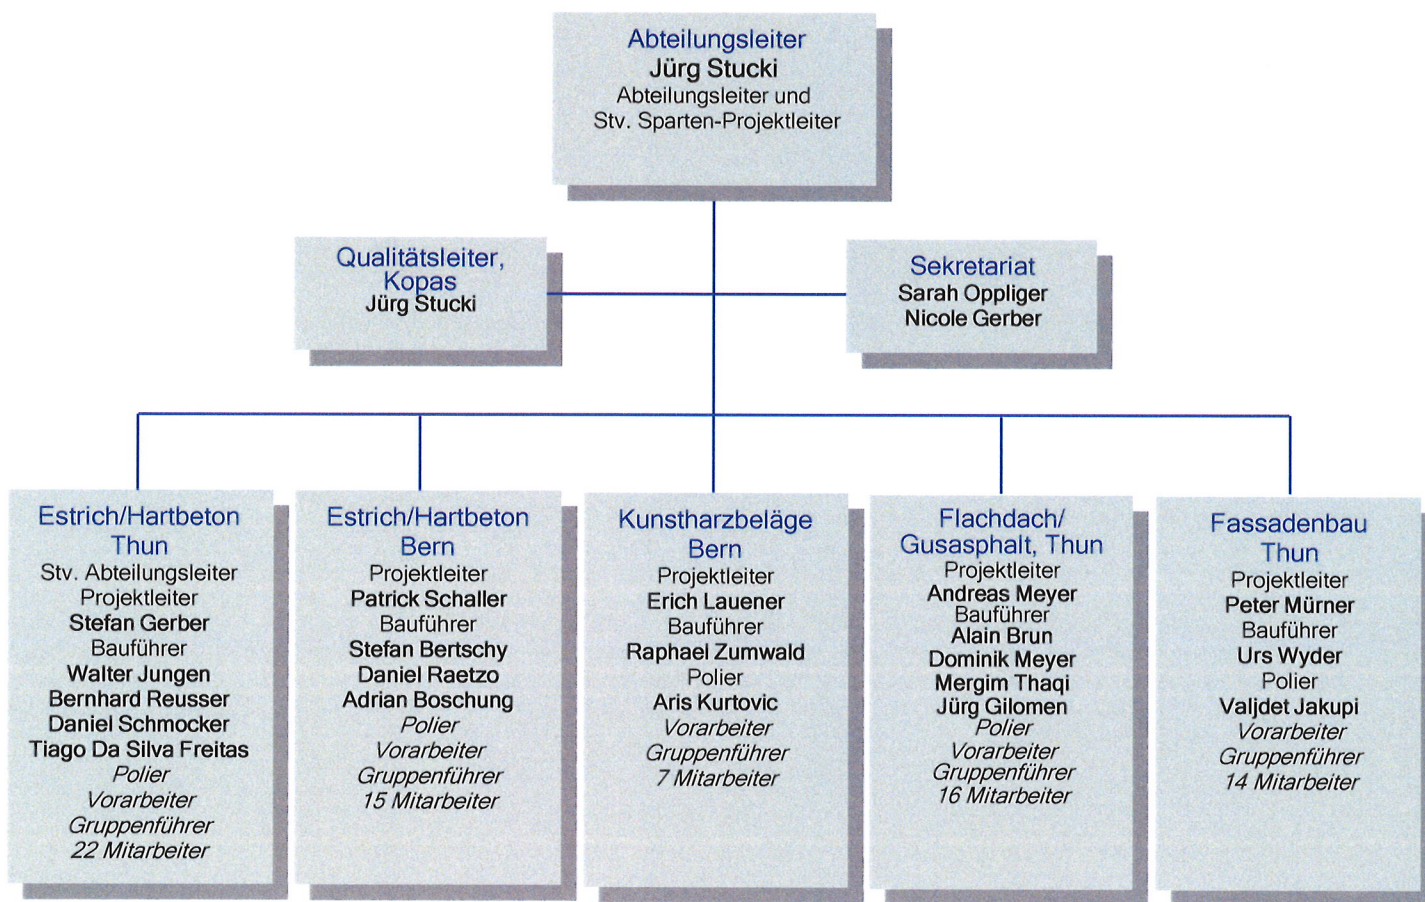 Abteilungsleiter
Jürg Stucki
Abteilungsleiter und
Stv. Sparten-Projektleiter
Qualitätsleiter,
Kopas
Jürg Stucki
Sekretariat
Sarah Oppliger
Nicole Gerber
Estrich/Hartbeton
Thun
Stv. Abteilungsleiter
Projektleiter
Stefan Gerber
Bauführer
Walter Jungen
Bernhard Reusser
Daniel Schmocker
Tiago Da Silva Freitas
Polier
Vorarbeiter
Gruppenführer
22 Mitarbeiter
Estrich/Hartbeton
Bern
Projektleiter
Patrick Schaller
Bauführer
Stefan Bertschy
Daniel Raetzo
Adrian Boschung
Polier
Vorarbeiter
Gruppenführer
15 Mitarbeiter
Kunstharzbeläge
Bern
Projektleiter
Erich Lauener
Bauführer
Raphael Zumwald
Polier
Aris Kurtovic
Vorarbeiter
Gruppenführer
7 Mitarbeiter
Flachdach/
Gusasphalt, Thun
Projektleiter
Andreas Meyer
Bauführer
Alain Brun
Dominik Meyer
Mergim Thaqi
Jürg Gilomen
Polier
Vorarbeiter
Gruppenführer
16 Mitarbeiter
Fassadenbau
Thun
Projektleiter
Peter Mürner
Bauführer
Urs Wyder
Polier
Valjdet Jakupi
Vorarbeiter
Gruppenführer
14 Mitarbeiter